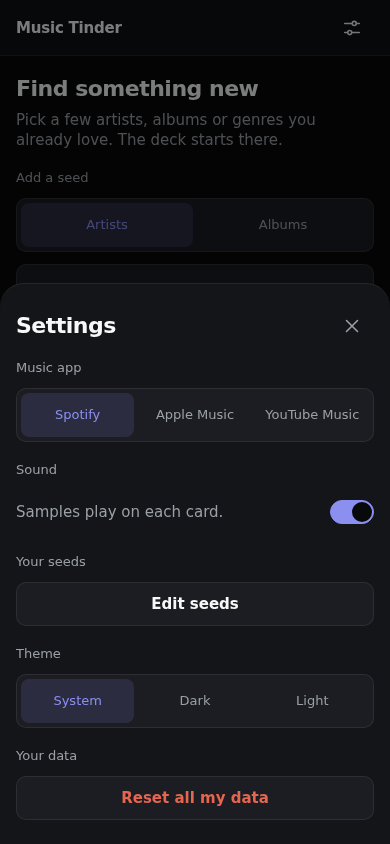 Music Tinder
Find something new
Pick a few artists, albums or genres you
already love. The deck starts there.
Add a seed
Artists
Albums
Settings
Music app
Spotify
Apple Music
YouTube Music
Sound
Samples play on each card.
Your seeds
Edit seeds
Theme
System
Dark
Light
Your data
Reset all my data